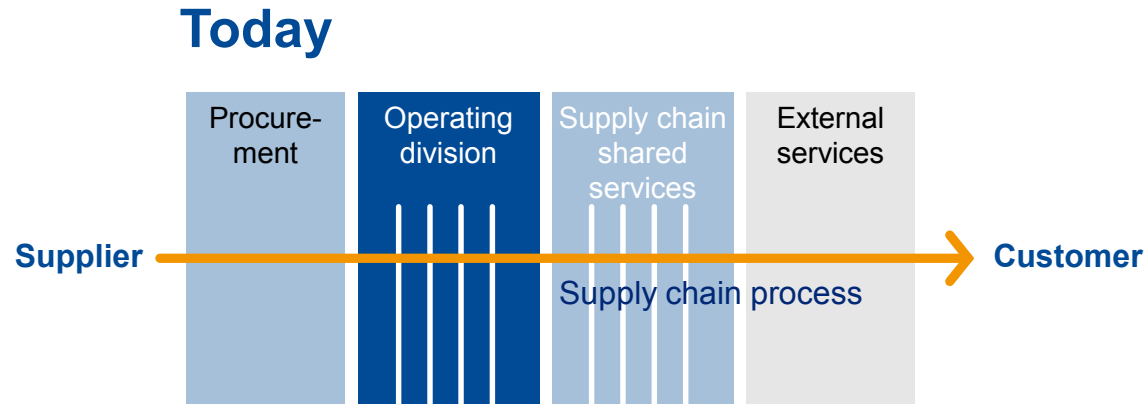 Today
Procure-
ment
Operating
division
Supply chain
shared
services
External
services
Supplier
Customer
Supply chain process